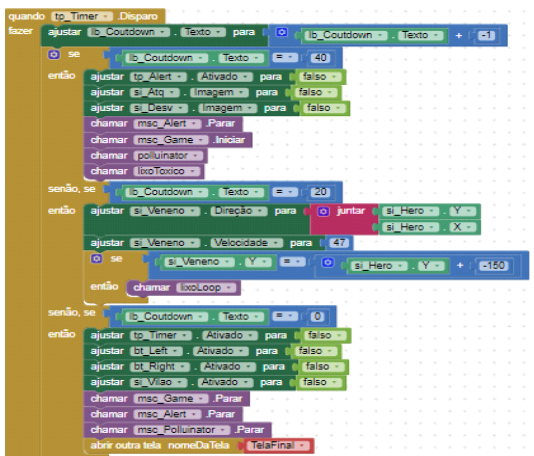 quando tp_Timer .Disparo
fazer ajustar lb_Coutdown . Texto para lb_Coutdown . Texto + -1
se lb_Coutdown . Texto = 40
então ajustar tp_Alert . Ativado para falso
ajustar si_Atq . Imagem para falso
ajustar si_Desv . Imagem para falso
chamar msc_Alert .Parar
chamar msc_Game .Iniciar
chamar polluinator
chamar lixoToxico
senão, se lb_Coutdown . Texto = 20
então ajustar si_Veneno . Direção para juntar si_Hero . Y
si_Hero . X
ajustar si_Veneno . Velocidade para 47
se si_Veneno . Y = si_Hero . Y + -150
então chamar lixoLoop
senão, se lb_Coutdown . Texto = 0
então ajustar tp_Timer . Ativado para falso
ajustar bt_Left . Ativado para falso
ajustar bt_Right . Ativado para falso
ajustar si_Vilao . Ativado para falso
chamar msc_Game .Parar
chamar msc_Alert .Parar
chamar msc_Polluinator .Parar
abrir outra tela nomeDaTela TelaFinal